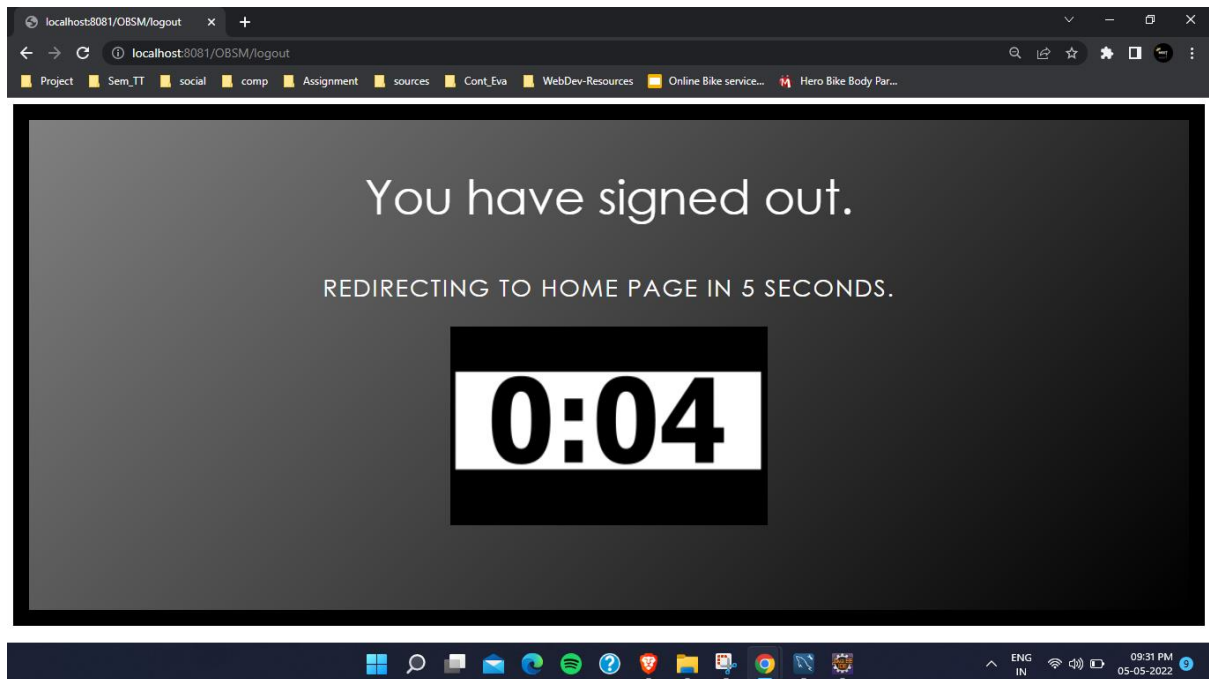 localhost:8081/OBSM/logout
localhost:8081/OBSM/logout
Project Sem_TT social comp Assignment sources Cont_Eva WebDev-Resources Online Bike service... Hero Bike Body Par...
You have signed out.
REDIRECTING TO HOME PAGE IN 5 SECONDS.
0:04
ENG 09:31 PM
IN 05-05-2022 9